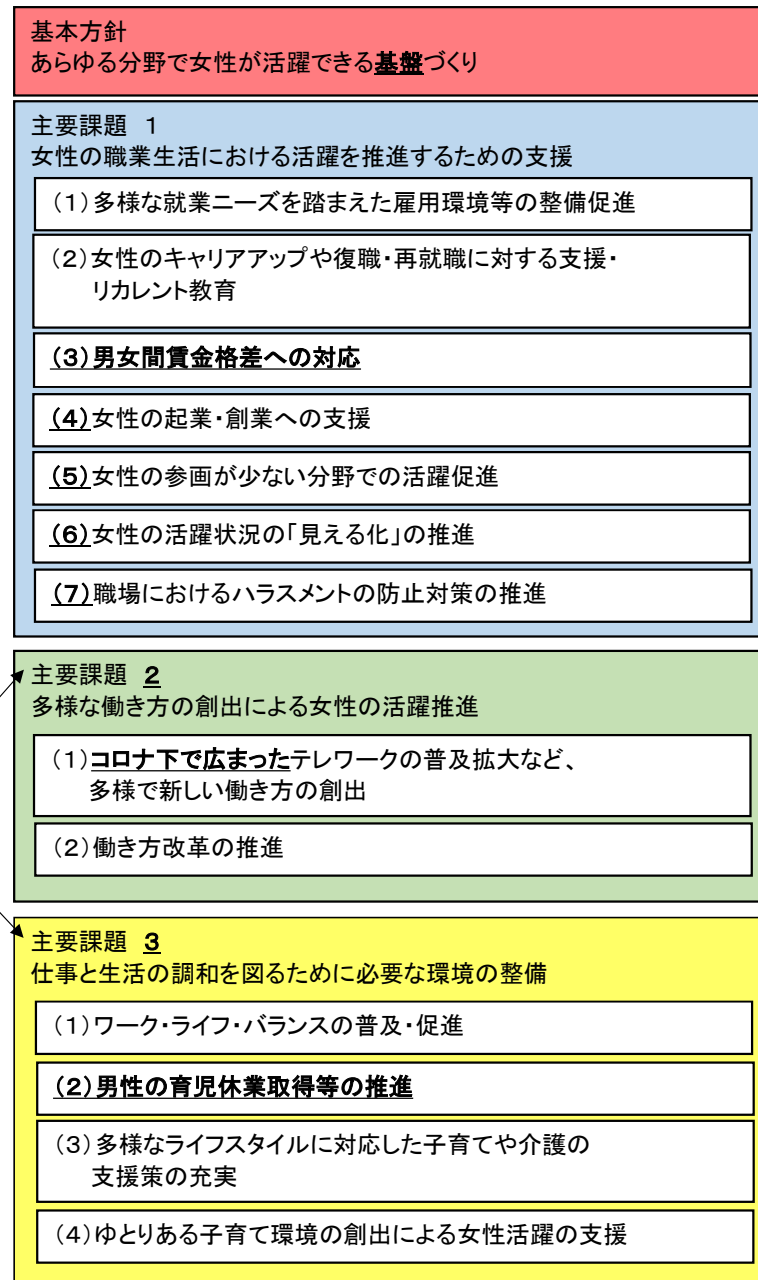 基本方針
あらゆる分野で女性が活躍できる基盤づくり
主要課題 1
女性の職業生活における活躍を推進するための支援
(1)多様な就業ニーズを踏まえた雇用環境等の整備促進
(2)女性のキャリアアップや復職・再就職に対する支援・
リカレント教育
(3)男女間賃金格差への対応
(4)女性の起業・創業への支援
(5)女性の参画が少ない分野での活躍促進
(6)女性の活躍状況の「見える化」の推進
(7)職場におけるハラスメントの防止対策の推進
主要課題 2
多様な働き方の創出による女性の活躍推進
(1)コロナ下で広まったテレワークの普及拡大など、
多様で新しい働き方の創出
(2)働き方改革の推進
主要課題 3
仕事と生活の調和を図るために必要な環境の整備
(1)ワーク・ライフ・バランスの普及・促進
(2)男性の育児休業取得等の推進
(3)多様なライフスタイルに対応した子育てや介護の
支援策の充実
(4)ゆとりある子育て環境の創出による女性活躍の支援